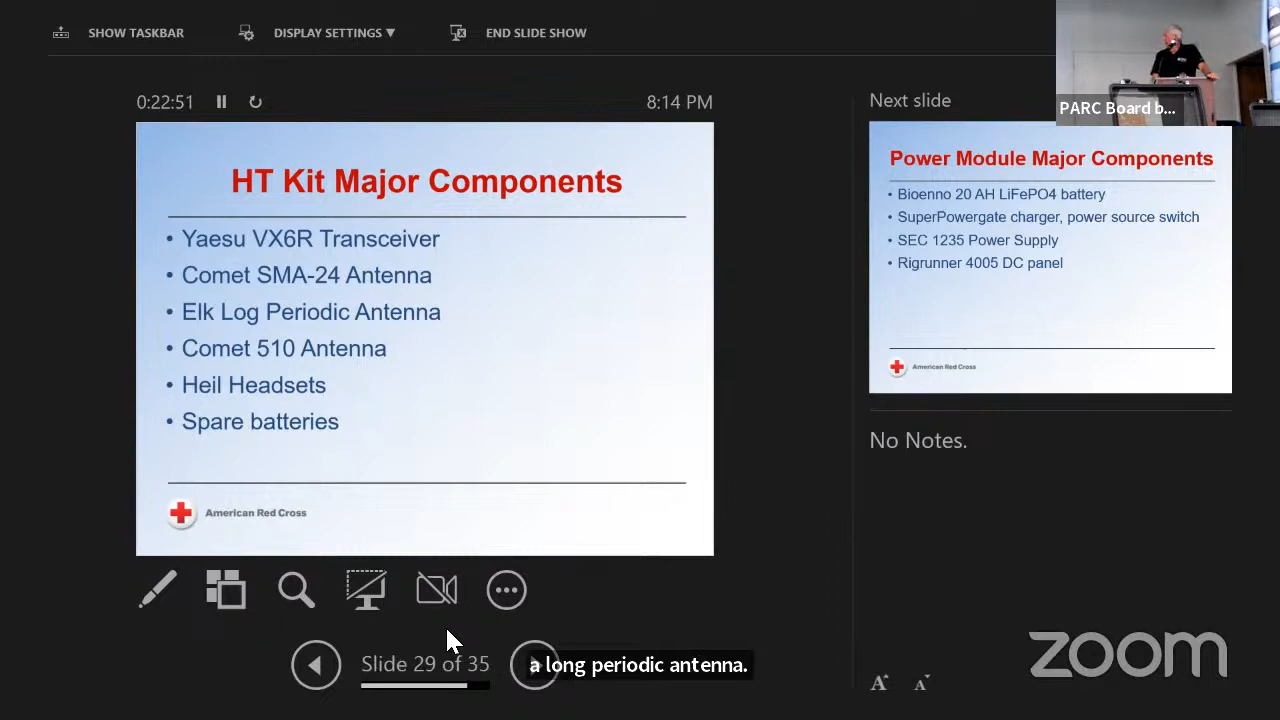 SHOW TASKBAR
DISPLAY SETTINGS ▼
END SLIDE SHOW
PARC Board b...
0:22:51
8:14 PM
Next slide
HT Kit Major Components
• Yaesu VX6R Transceiver
• Comet SMA-24 Antenna
• Elk Log Periodic Antenna
• Comet 510 Antenna
• Heil Headsets
• Spare batteries
American Red Cross
Power Module Major Components
• Bioenno 20 AH LiFePO4 battery
• SuperPowergate charger, power source switch
• SEC 1235 Power Supply
• Rigrunner 4005 DC panel
American Red Cross
No Notes.
Slide 29 of 35
a long periodic antenna.
A A
zoom